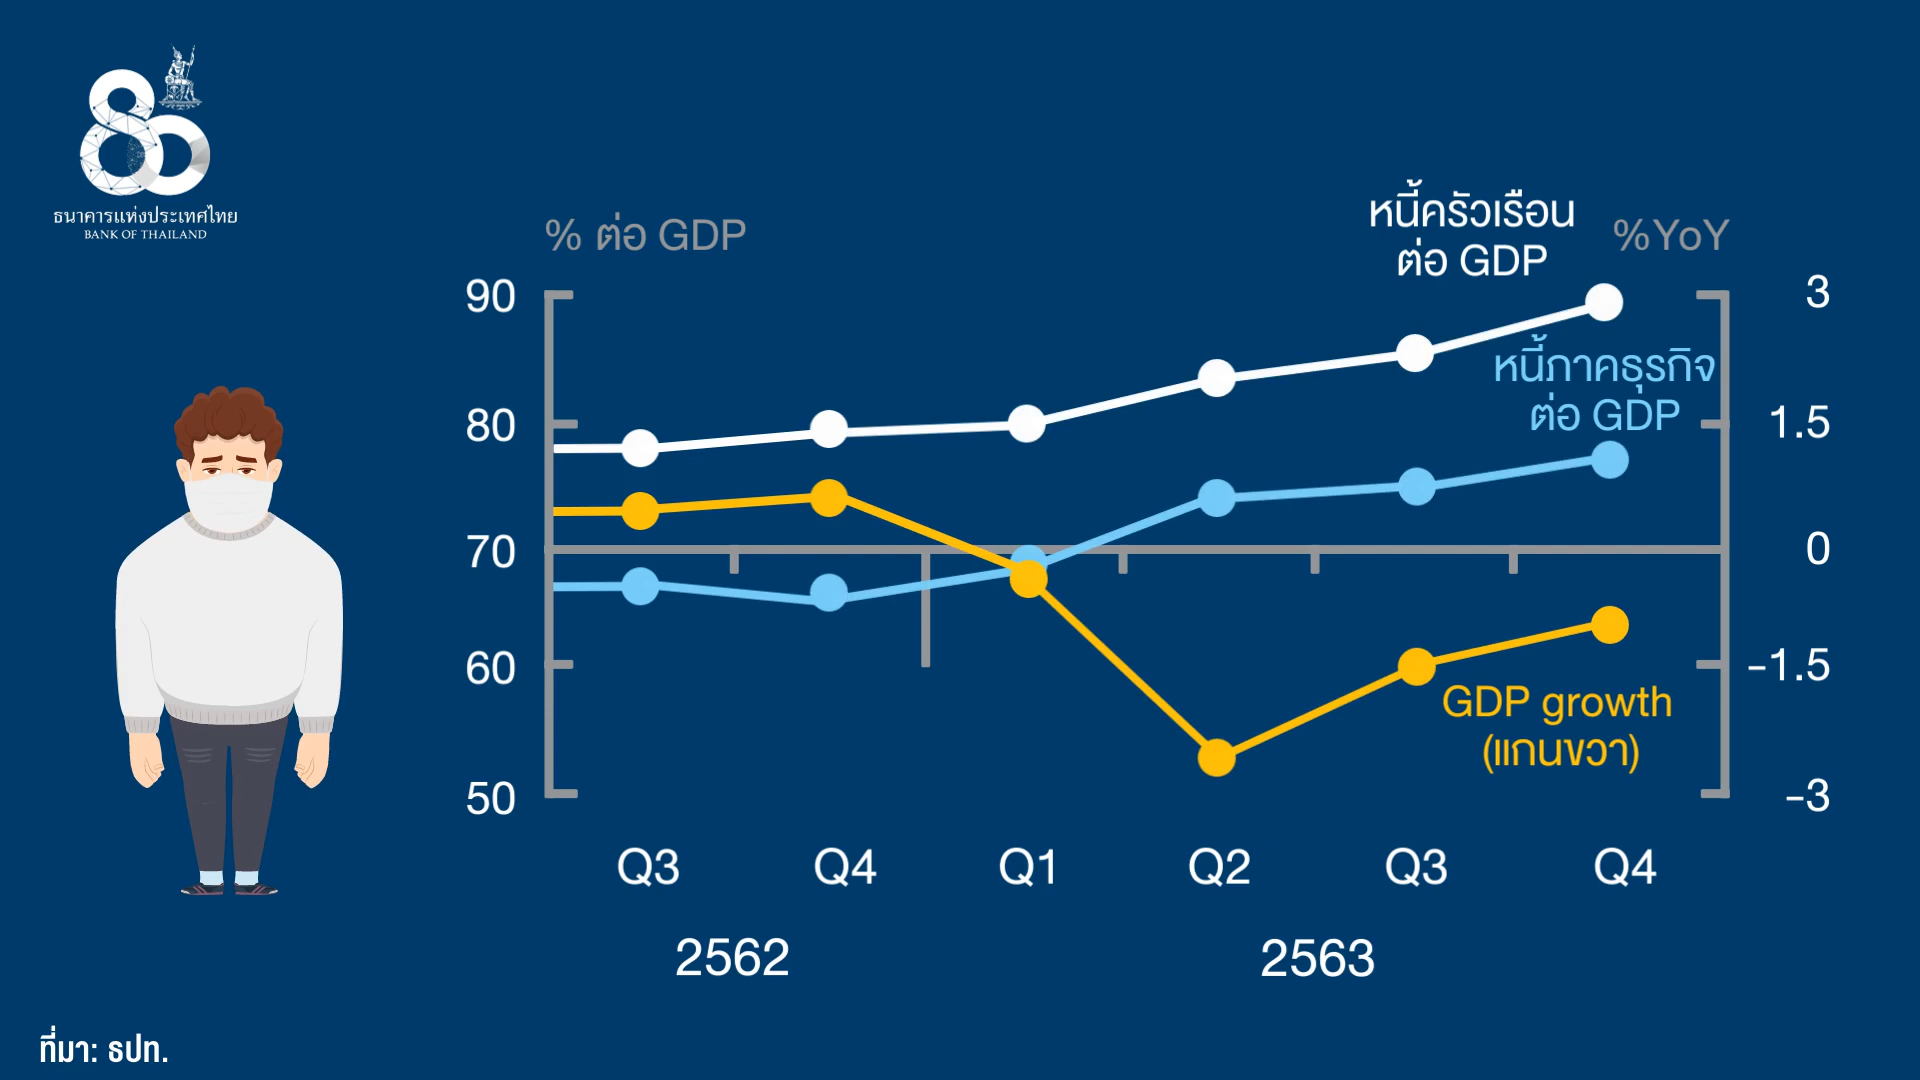 ธนาคารแห่งประเทศไทย
BANK OF THAILAND
% ต่อ GDP
หนี้ครัวเรือน
ต่อ GDP
%YoY
90
3
หนี้ภาคธุรกิจ
ต่อ GDP
80
1.5
70
0
60
-1.5
GDP growth
(แกนขวา)
50
-3
Q3 Q4 Q1 Q2 Q3 Q4
2562 2563
ที่มา: ธปท.